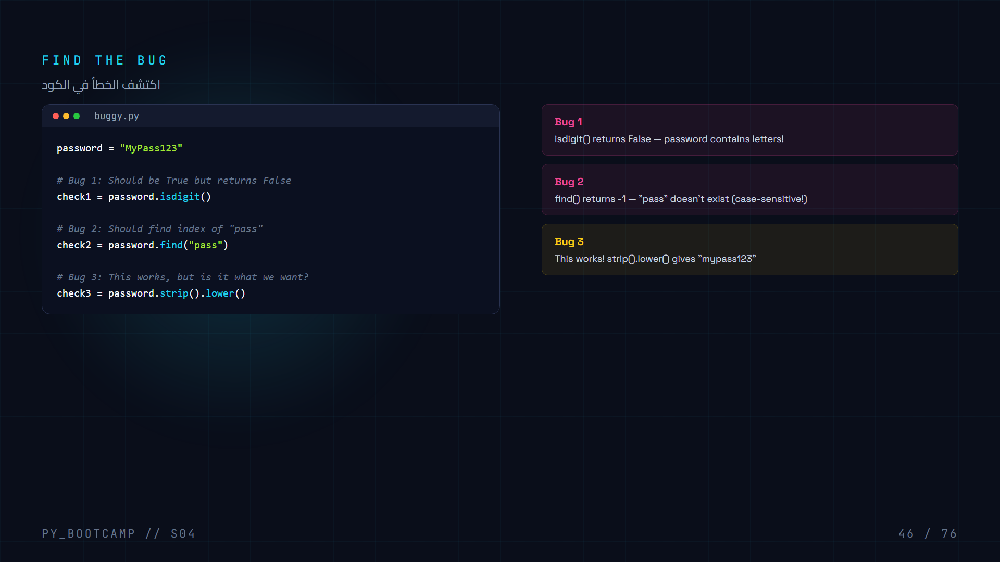 FIND THE BUG
اكتشف الخطأ في الكود
buggy.py
password = "MyPass123"
# Bug 1: Should be True but returns False
check1 = password.isdigit()
# Bug 2: Should find index of "pass"
check2 = password.find("pass")
# Bug 3: This works, but is it what we want?
check3 = password.strip().lower()
Bug 1
isdigit() returns False — password contains letters!
Bug 2
find() returns -1 — ”pass” doesn’t exist (case-sensitive!)
Bug 3
This works! strip().lower() gives ”mypass123”
PY_BOOTCAMP // S04
46 / 76